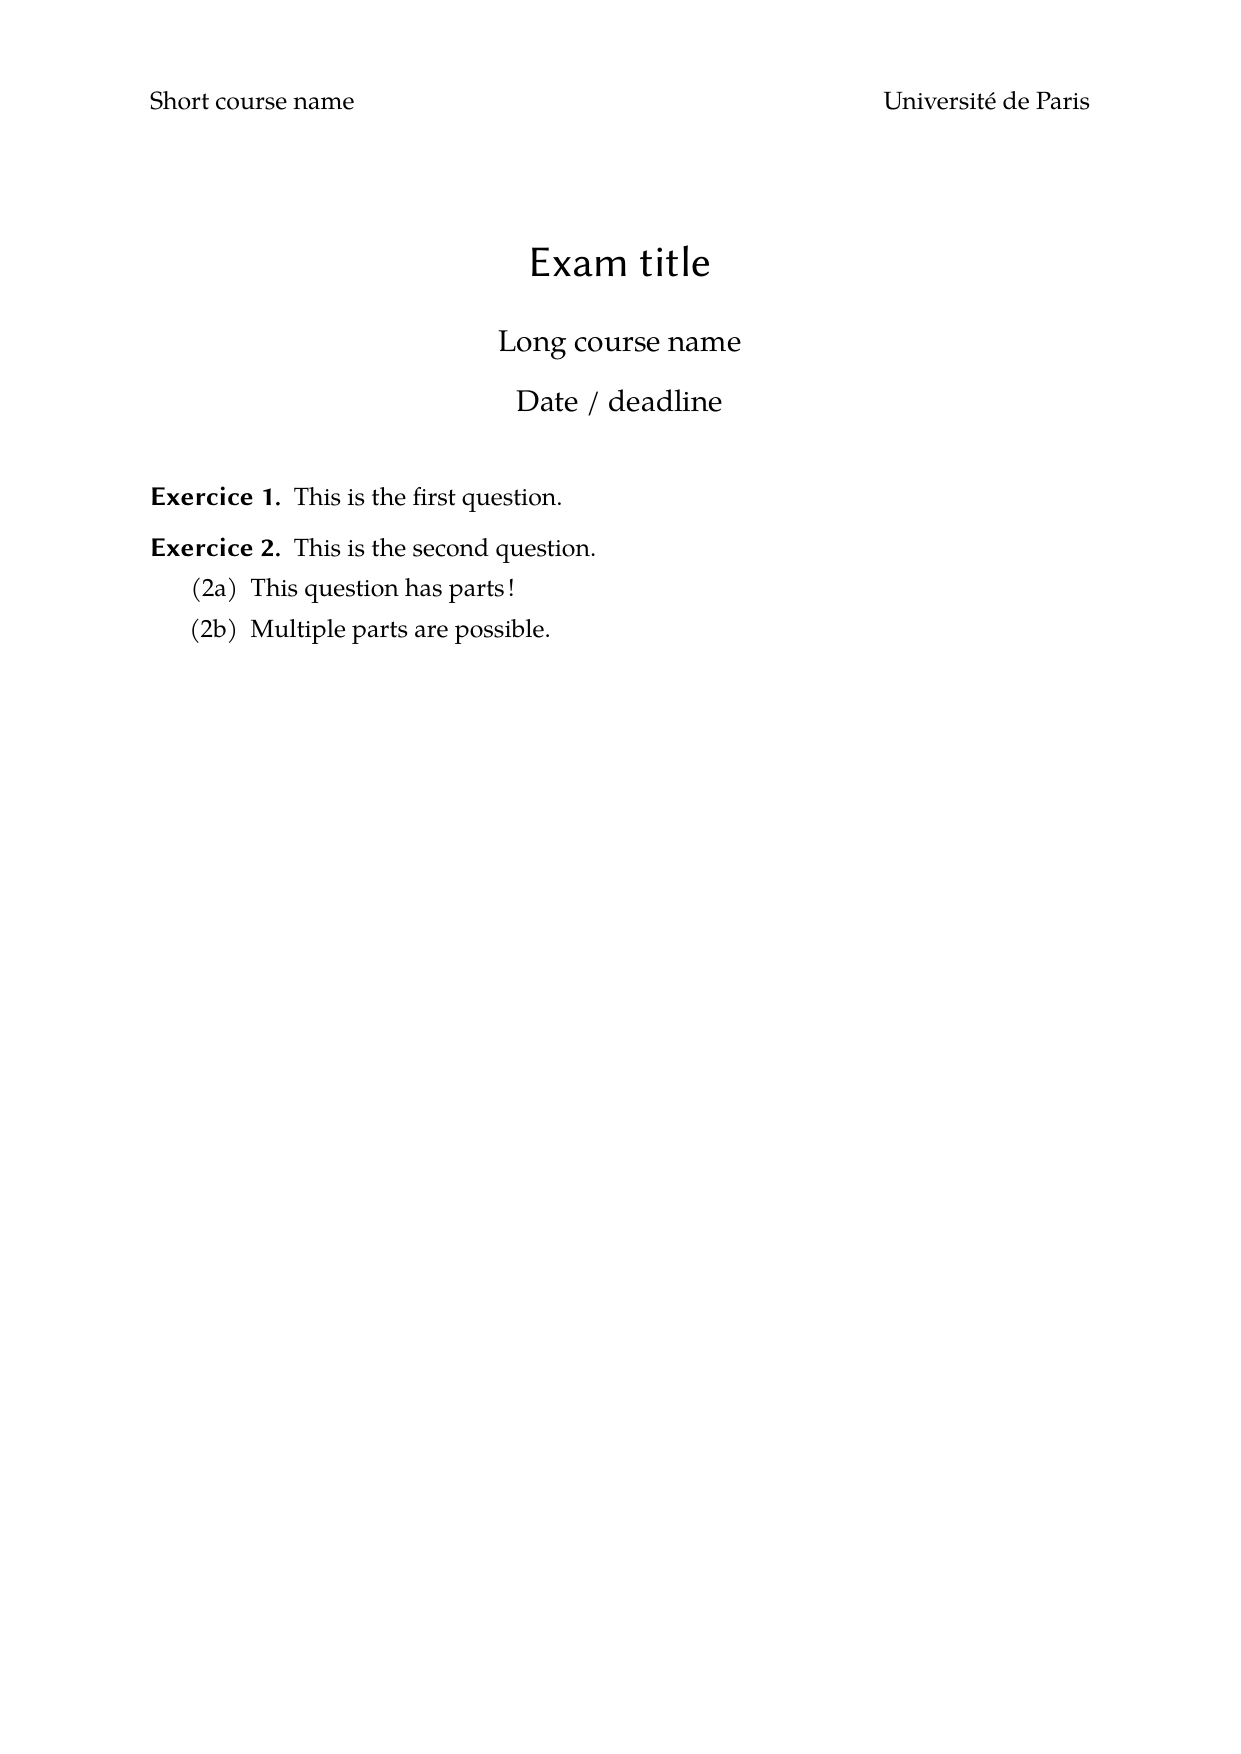 Short course name Université de Paris
Exam title
Long course name
Date / deadline
Exercice 1. This is the first question.
Exercice 2. This is the second question.
(2a) This question has parts !
(2b) Multiple parts are possible.